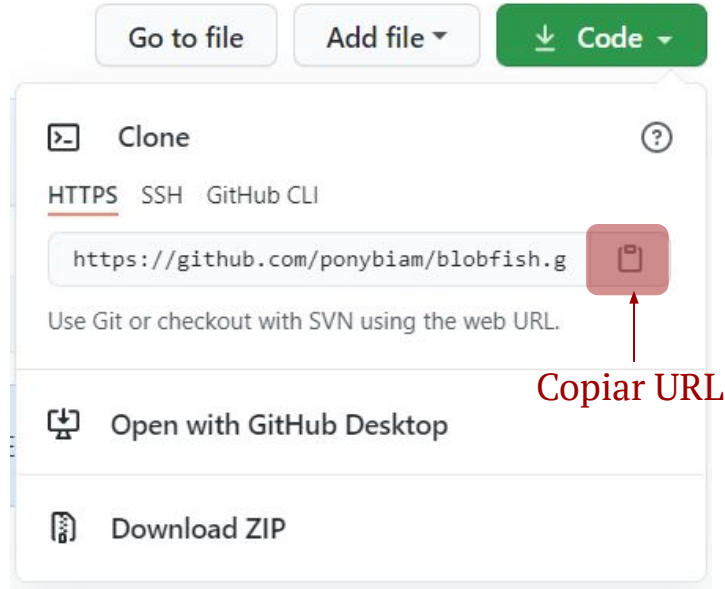 Go to file
Add file
Code
Clone
HTTPS SSH GitHub CLI
https://github.com/ponybiam/blobfish.g
Use Git or checkout with SVN using the web URL.
Copiar URL
Open with GitHub Desktop
Download ZIP